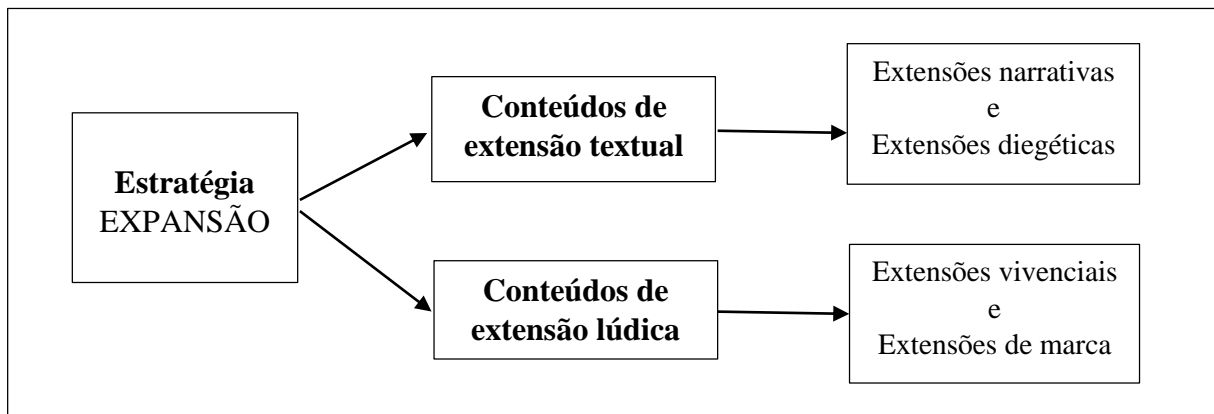 Estratégia
EXPANSÃO
Conteúdos de
extensão textual
Extensões narrativas
e
Extensões diegéticas
Conteúdos de
extensão lúdica
Extensões vivenciais
e
Extensões de marca